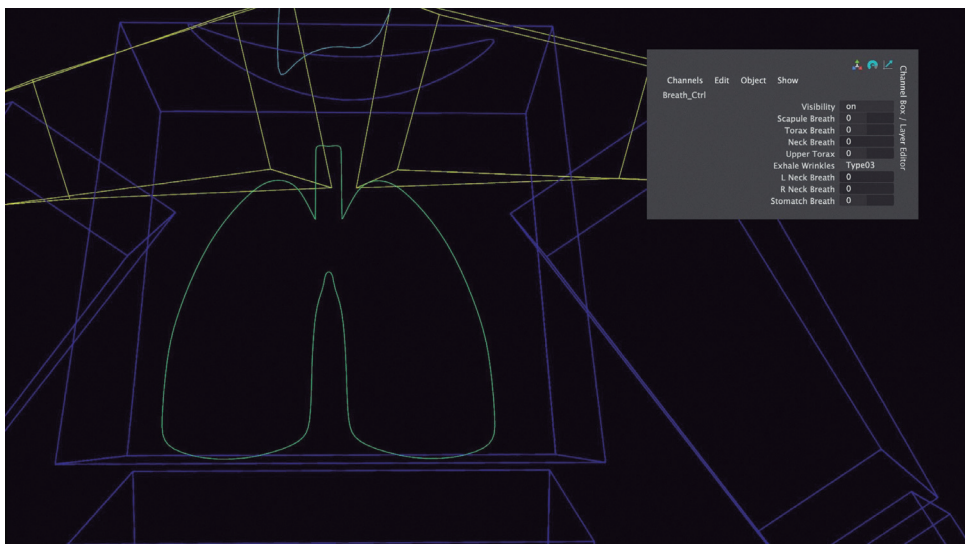 Channels Edit Object Show
Breath_Ctrl
Visibility on
Scapule Breath 0
Torax Breath 0
Neck Breath 0
Upper Torax 0
Exhale Wrinkles Type03
L Neck Breath 0
R Neck Breath 0
Stomatch Breath 0
Channel Box / Layer Editor